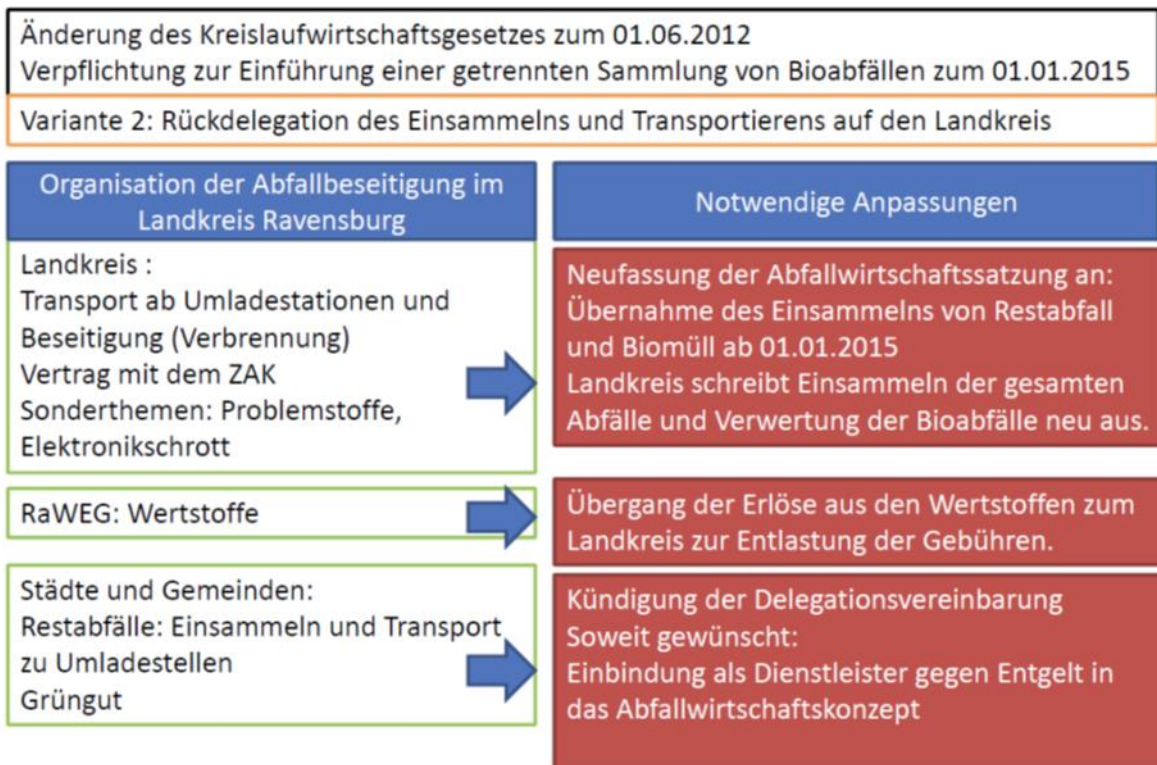 Änderung des Kreislaufwirtschaftsgesetzes zum 01.06.2012
Verpflichtung zur Einführung einer getrennten Sammlung von Bioabfällen zum 01.01.2015
Variante 2: Rückdelegation des Einsammelns und Transportierens auf den Landkreis
Organisation der Abfallbeseitigung im
Landkreis Ravensburg
Notwendige Anpassungen
Landkreis :
Transport ab Umladestationen und
Beseitigung (Verbrennung)
Vertrag mit dem ZAK
Sonderthemen: Problemstoffe,
Elektronikschrott
Neufassung der Abfallwirtschaftssatzung an:
Übernahme des Einsammelns von Restabfall
und Biomüll ab 01.01.2015
Landkreis schreibt Einsammeln der gesamten
Abfälle und Verwertung der Bioabfälle neu aus.
RaWEG: Wertstoffe
Übergang der Erlöse aus den Wertstoffen zum
Landkreis zur Entlastung der Gebühren.
Städte und Gemeinden:
Restabfälle: Einsammeln und Transport
zu Umladestellen
Grüngut
Kündigung der Delegationsvereinbarung
Soweit gewünscht:
Einbindung als Dienstleister gegen Entgelt in
das Abfallwirtschaftskonzept